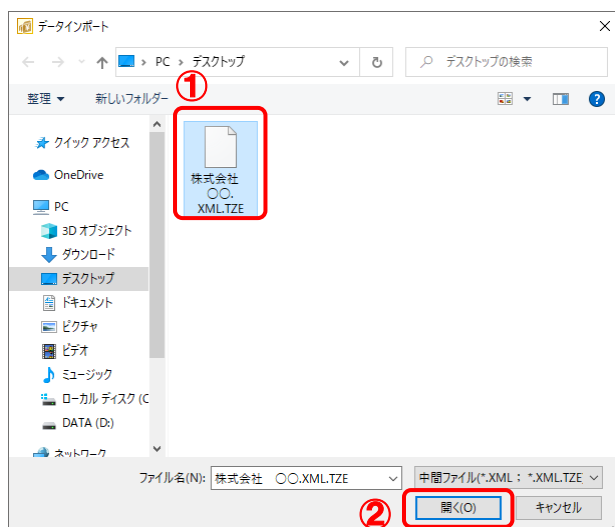 データインポート
PC › デスクトップ
デスクトップの検索
整理
新しいフォルダー
①
クイック アクセス
OneDrive
PC
3D オブジェクト
ダウンロード
デスクトップ
ドキュメント
ピクチャ
ビデオ
ミュージック
ローカル ディスク (C
DATA (D:)
ネットワーク
株式会社
○○.
XML.TZE
ファイル名(N):
株式会社　○○.XML.TZE
中間ファイル(*.XML； *.XML.TZE
②
開く(O)
キャンセル